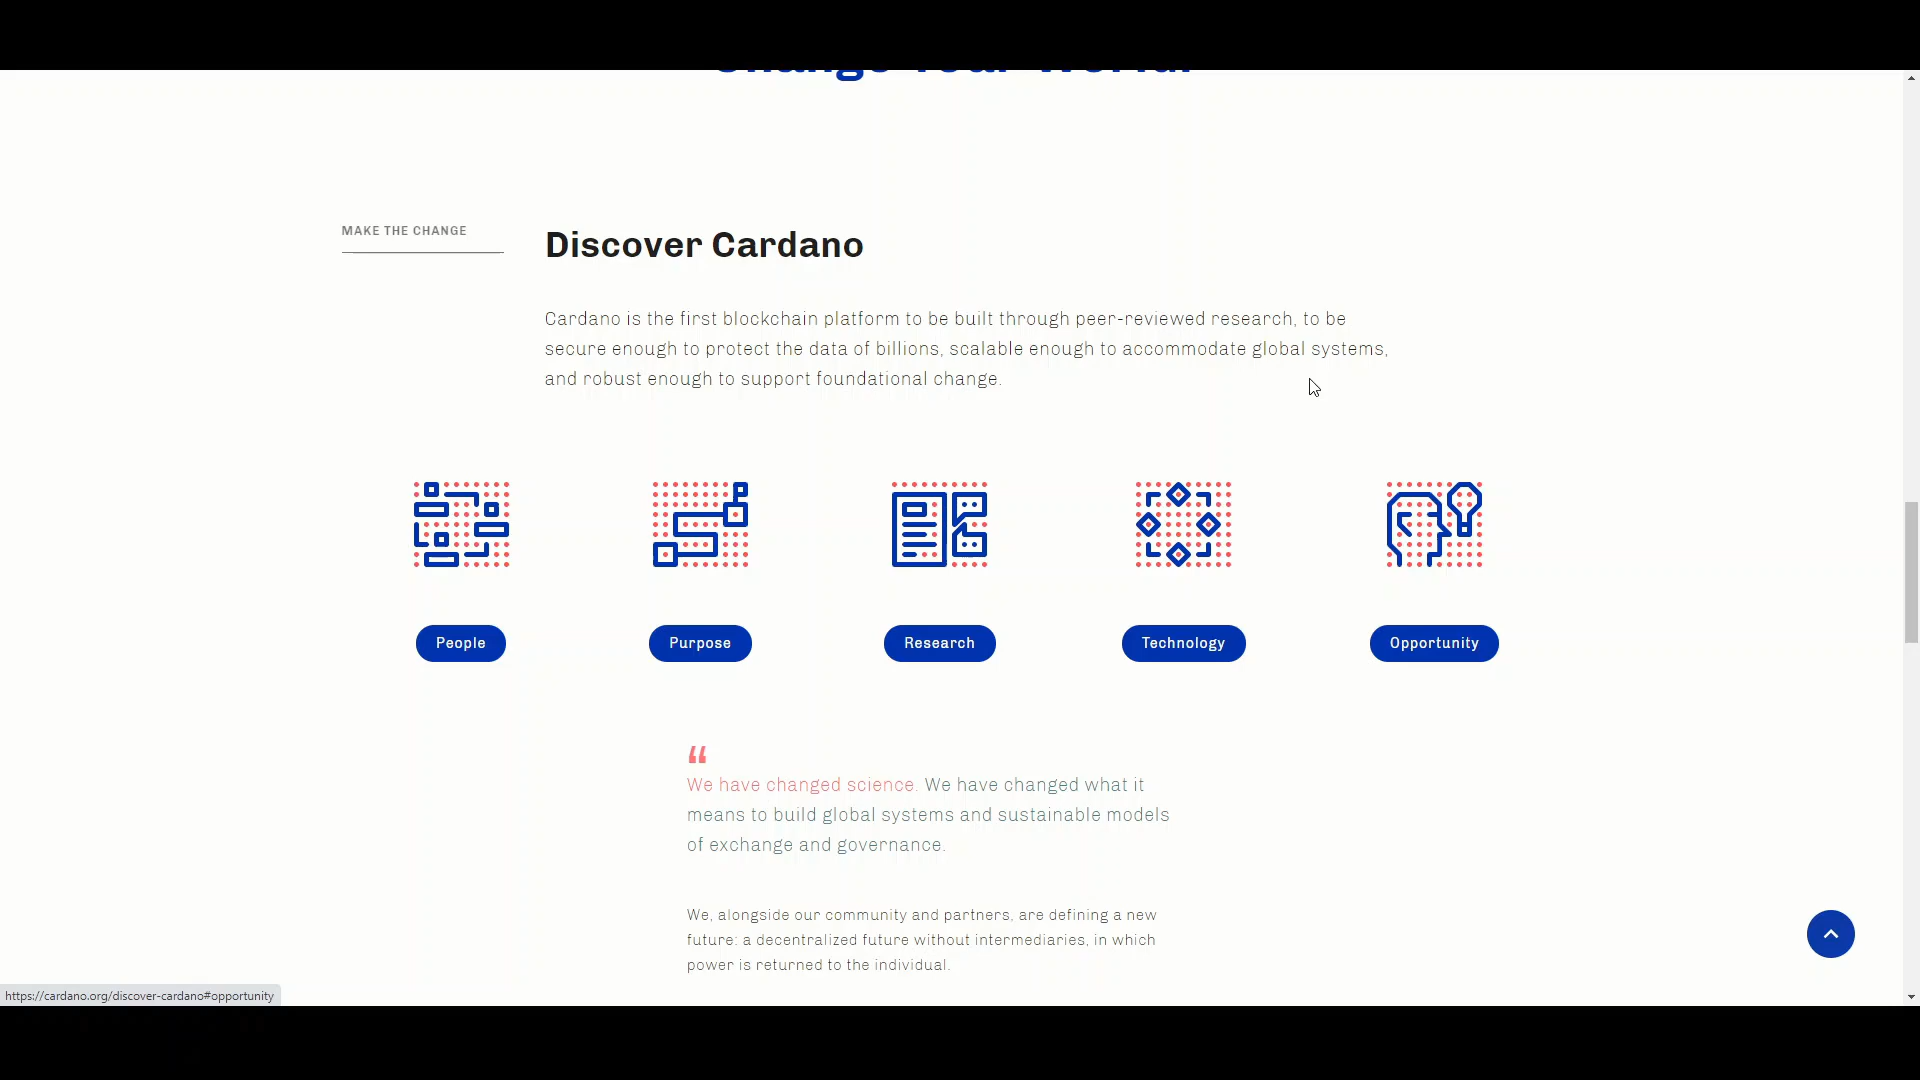 Change Your World.
MAKE THE CHANGE
Discover Cardano
Cardano is the first blockchain platform to be built through peer-reviewed research, to be
secure enough to protect the data of billions, scalable enough to accommodate global systems,
and robust enough to support foundational change.
People
Purpose
Research
Technology
Opportunity
“
We have changed science. We have changed what it
means to build global systems and sustainable models
of exchange and governance.
We, alongside our community and partners, are defining a new
future: a decentralized future without intermediaries, in which
power is returned to the individual.
https://cardano.org/discover-cardano#opportunity